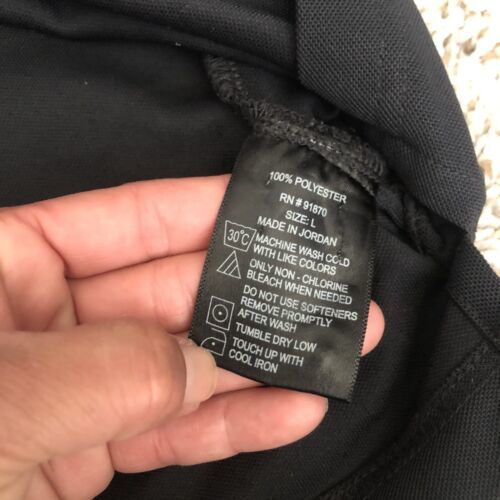 100% POLYESTER
RN # 91870
SIZE: L
MADE IN JORDAN
30°C MACHINE WASH COLD
WITH LIKE COLORS
ONLY NON - CHLORINE
BLEACH WHEN NEEDED
DO NOT USE SOFTENERS
REMOVE PROMPTLY
AFTER WASH
TUMBLE DRY LOW
TOUCH UP WITH
COOL IRON